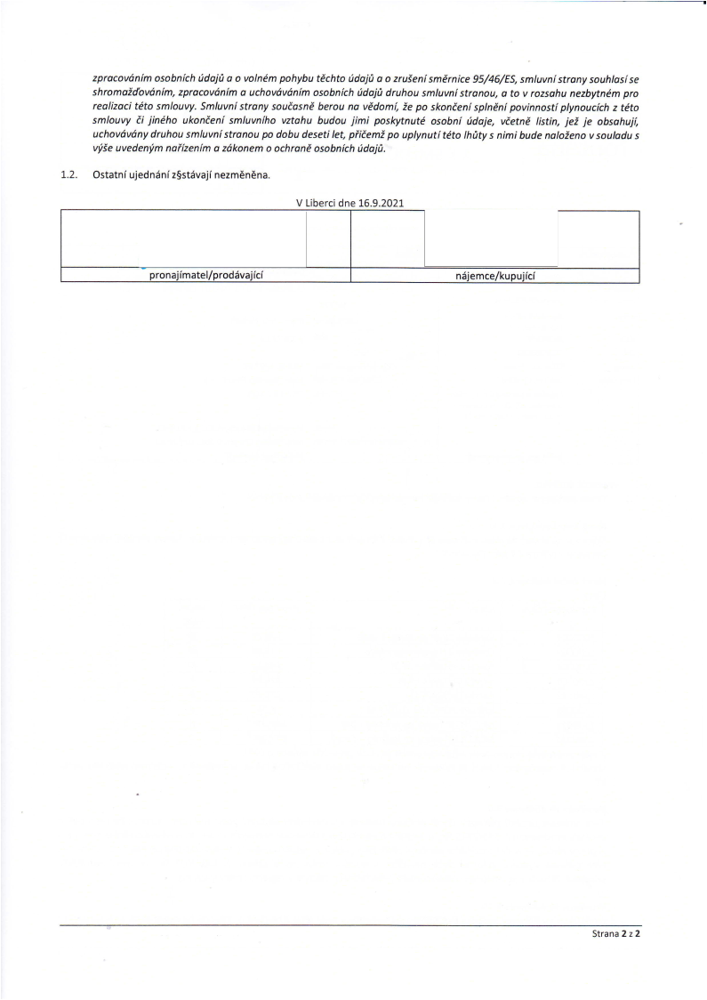 zpracováním osobních údajů a o volném pohybu těchto údajů a o zrušení směrnice 95/46/ES, smluvní strany souhlasí se
shromažďováním, zpracováním a uchováváním osobních údajů druhou smluvní stranou, a to v rozsahu nezbytném pro
realizaci této smlouvy. Smluvní strany současně berou na vědomí, že po skončení splnění povinností plynoucích z této
smlouvy či jiného ukončení smluvního vztahu budou jimi poskytnuté osobní údaje, včetně listin, jež je obsahují,
uchovávány druhou smluvní stranou po dobu deseti let, přičemž po uplynutí této lhůty s nimi bude naloženo v souladu s
výše uvedeným nařízením a zákonem o ochraně osobních údajů.
1.2. Ostatní ujednání z§stávají nezměněna.
V Liberci dne 16.9.2021
pronajímatel/prodávající nájemce/kupující
Strana 2 z 2